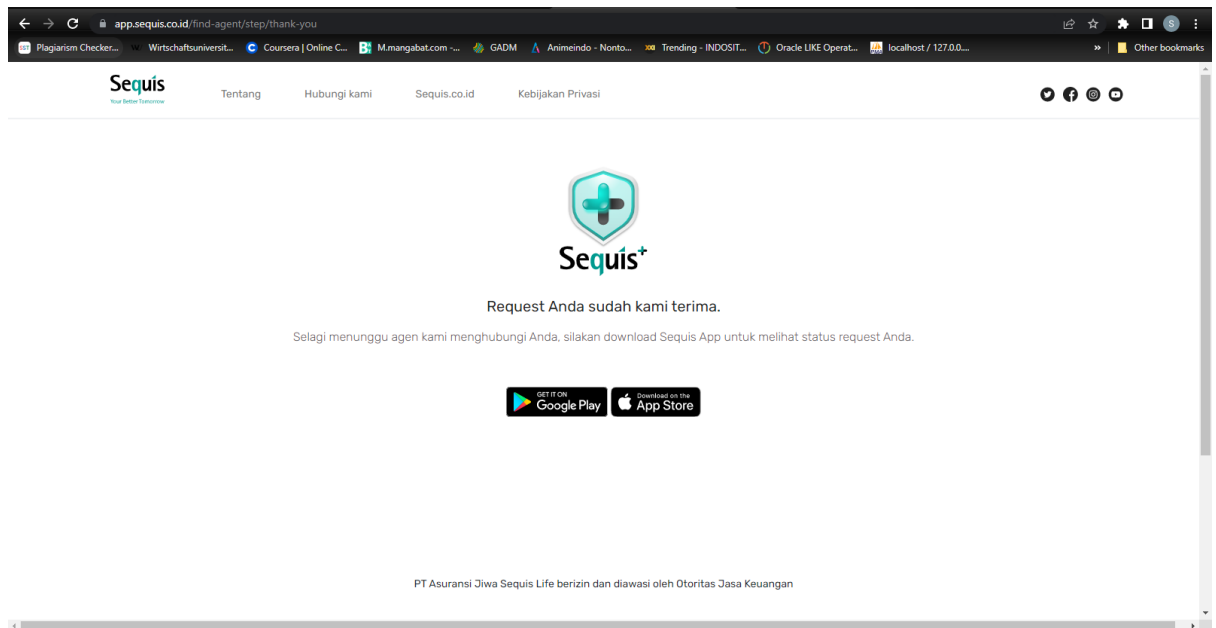 app.sequis.co.id/find-agent/step/thank-you
S
SST Plagiarism Checker... W Wirtschaftsuniversit... C Coursera | Online C... M.mangabat.com -... GADM Animeindo - Nonto... Trending - INDOSIT... Oracle LIKE Operat... localhost / 127.0.0.... » Other bookmarks
Sequis Tentang Hubungi kami Sequis.co.id Kebijakan Privasi
Your Better Tomorrow
Sequis+
Request Anda sudah kami terima.
Selagi menunggu agen kami menghubungi Anda, silakan download Sequis App untuk melihat status request Anda.
GET IT ON Download on the
Google Play App Store
PT Asuransi Jiwa Sequis Life berizin dan diawasi oleh Otoritas Jasa Keuangan